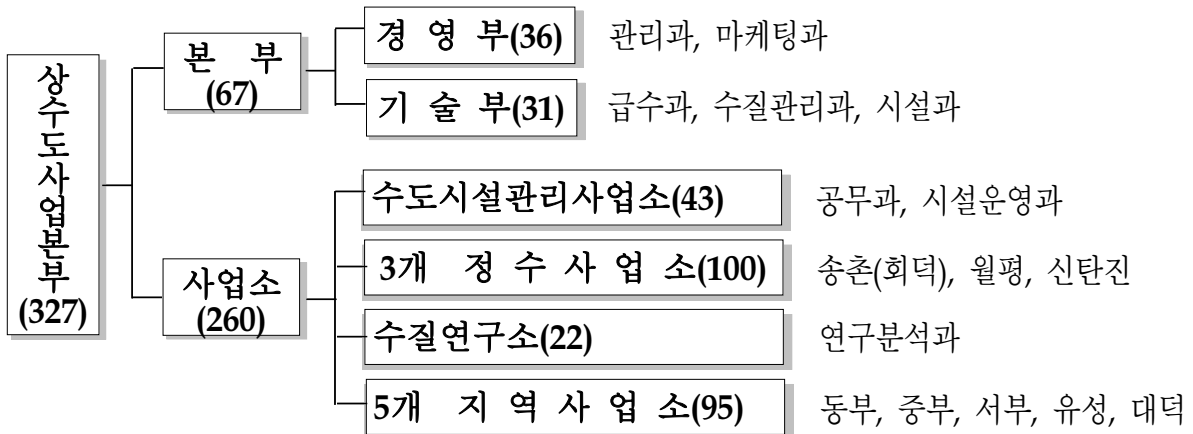 상수도사업본부
(327)
본 부
(67)
경 영 부(36) 관리과, 마케팅과
기 술 부(31) 급수과, 수질관리과, 시설과
사업소
(260)
수도시설관리사업소(43) 공무과, 시설운영과
3개 정 수 사 업 소(100) 송촌(회덕), 월평, 신탄진
수질연구소(22) 연구분석과
5개 지 역 사 업 소(95) 동부, 중부, 서부, 유성, 대덕